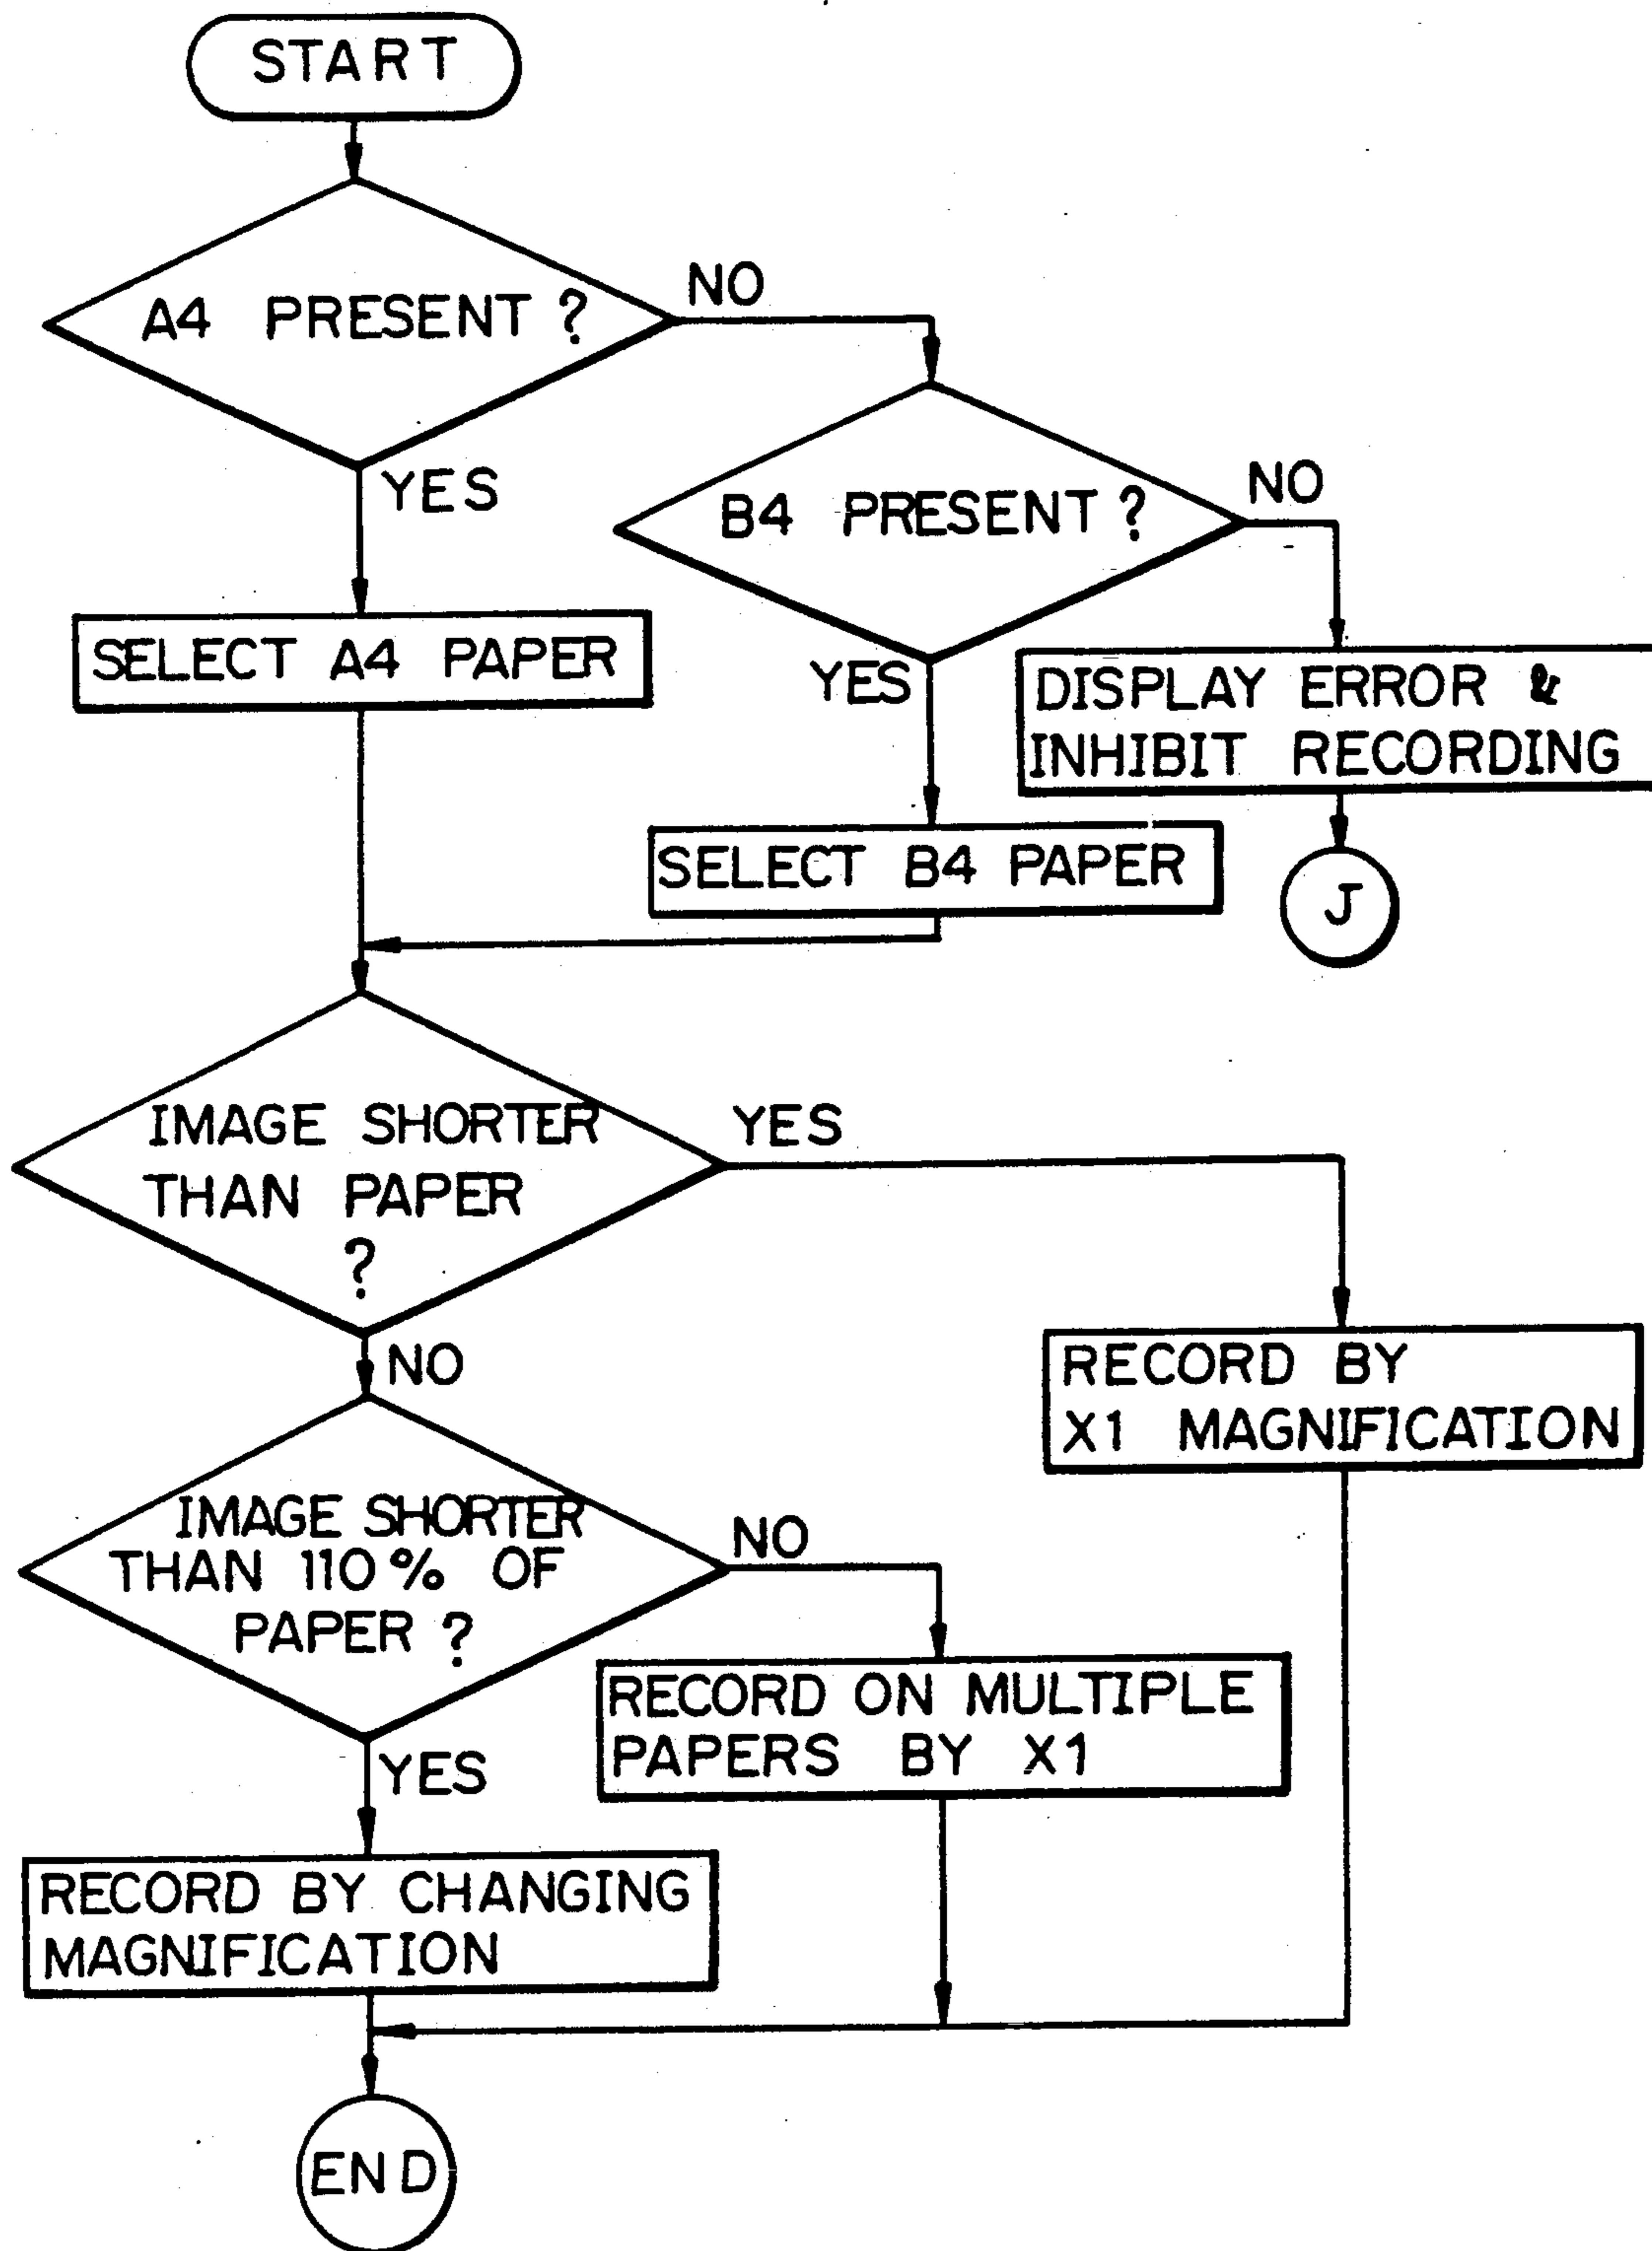 START
A4 PRESENT ?
NO
YES
B4 PRESENT ?
NO
SELECT A4 PAPER
YES
DISPLAY ERROR &
INHIBIT RECORDING
SELECT B4 PAPER
J
IMAGE SHORTER
THAN PAPER
?
YES
NO
RECORD BY
X1 MAGNIFICATION
IMAGE SHORTER
THAN 110% OF
PAPER ?
NO
RECORD ON MULTIPLE
PAPERS BY X1
YES
RECORD BY CHANGING
MAGNIFICATION
END